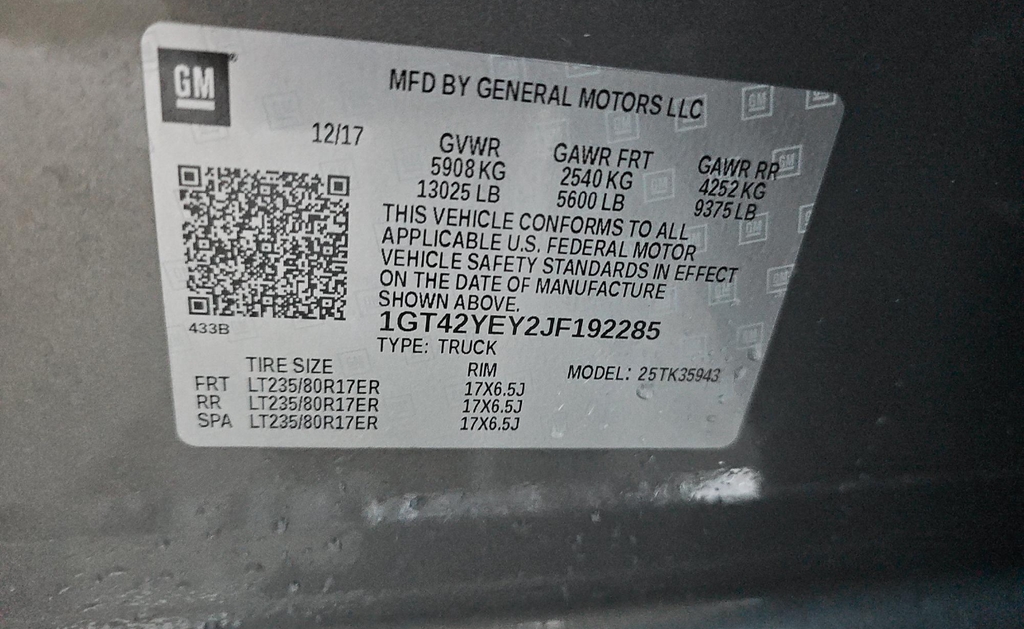 GM
MFD BY GENERAL MOTORS LLC
12/17
GVWR
5908 KG
13025 LB
GAWR FRT
2540 KG
5600 LB
GAWR RR
4252 KG
9375 LB
THIS VEHICLE CONFORMS TO ALL
APPLICABLE U.S. FEDERAL MOTOR
VEHICLE SAFETY STANDARDS IN EFFECT
ON THE DATE OF MANUFACTURE
SHOWN ABOVE.
433B
1GT42YEY2JF192285
TYPE: TRUCK
MODEL: 25TK35943
TIRE SIZE RIM
FRT LT235/80R17ER 17X6.5J
RR LT235/80R17ER 17X6.5J
SPA LT235/80R17ER 17X6.5J